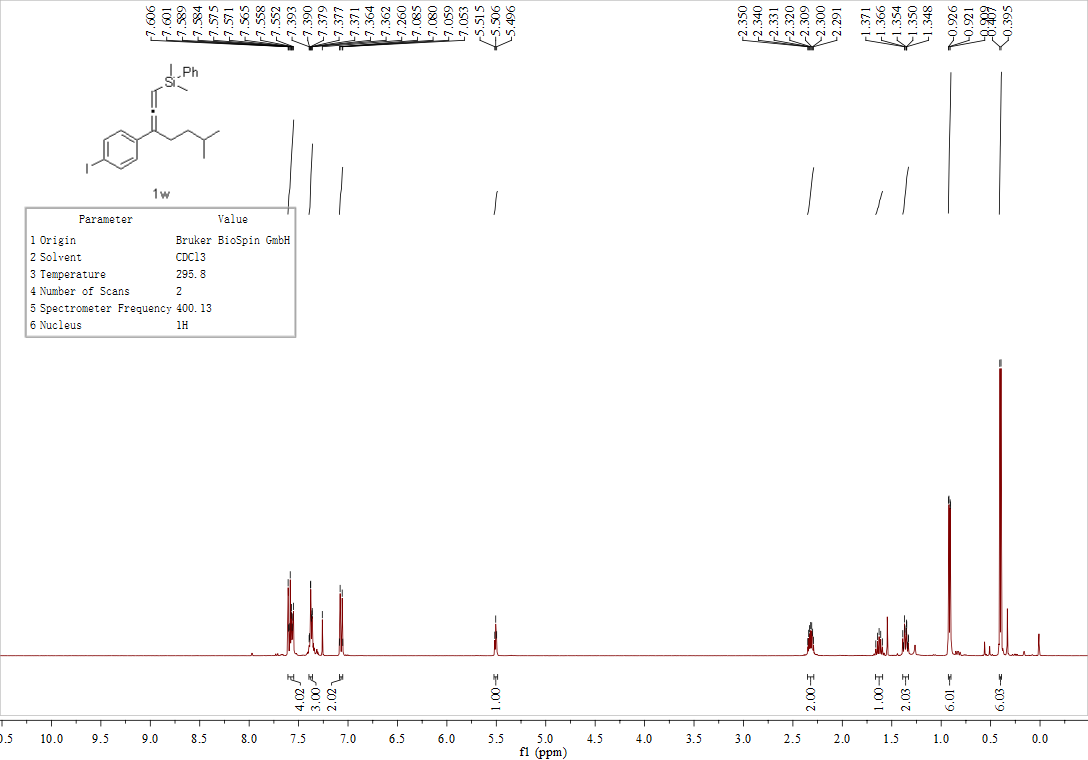 7.606 7.601 7.589 7.584 7.575 7.571 7.565 7.558 7.552 7.393 7.390 7.379 7.377 7.371 7.364 7.362 7.260 7.085 7.080 7.059 7.053 5.515 5.506 5.496 2.350 2.340 2.331 2.320 2.309 2.300 2.291 1.371 1.366 1.354 1.350 1.348 0.926 0.921 0.909 0.407 0.395
Si Ph
I
1w
Parameter Value
1 Origin Bruker BioSpin GmbH
2 Solvent CDCl3
3 Temperature 295.8
4 Number of Scans 2
5 Spectrometer Frequency 400.13
6 Nucleus 1H
4.02 3.00 2.02 1.00 2.00 1.00 2.03 6.01 6.03
0.5 10.0 9.5 9.0 8.5 8.0 7.5 7.0 6.5 6.0 5.5 5.0 4.5 4.0 3.5 3.0 2.5 2.0 1.5 1.0 0.5 0.0
f1 (ppm)